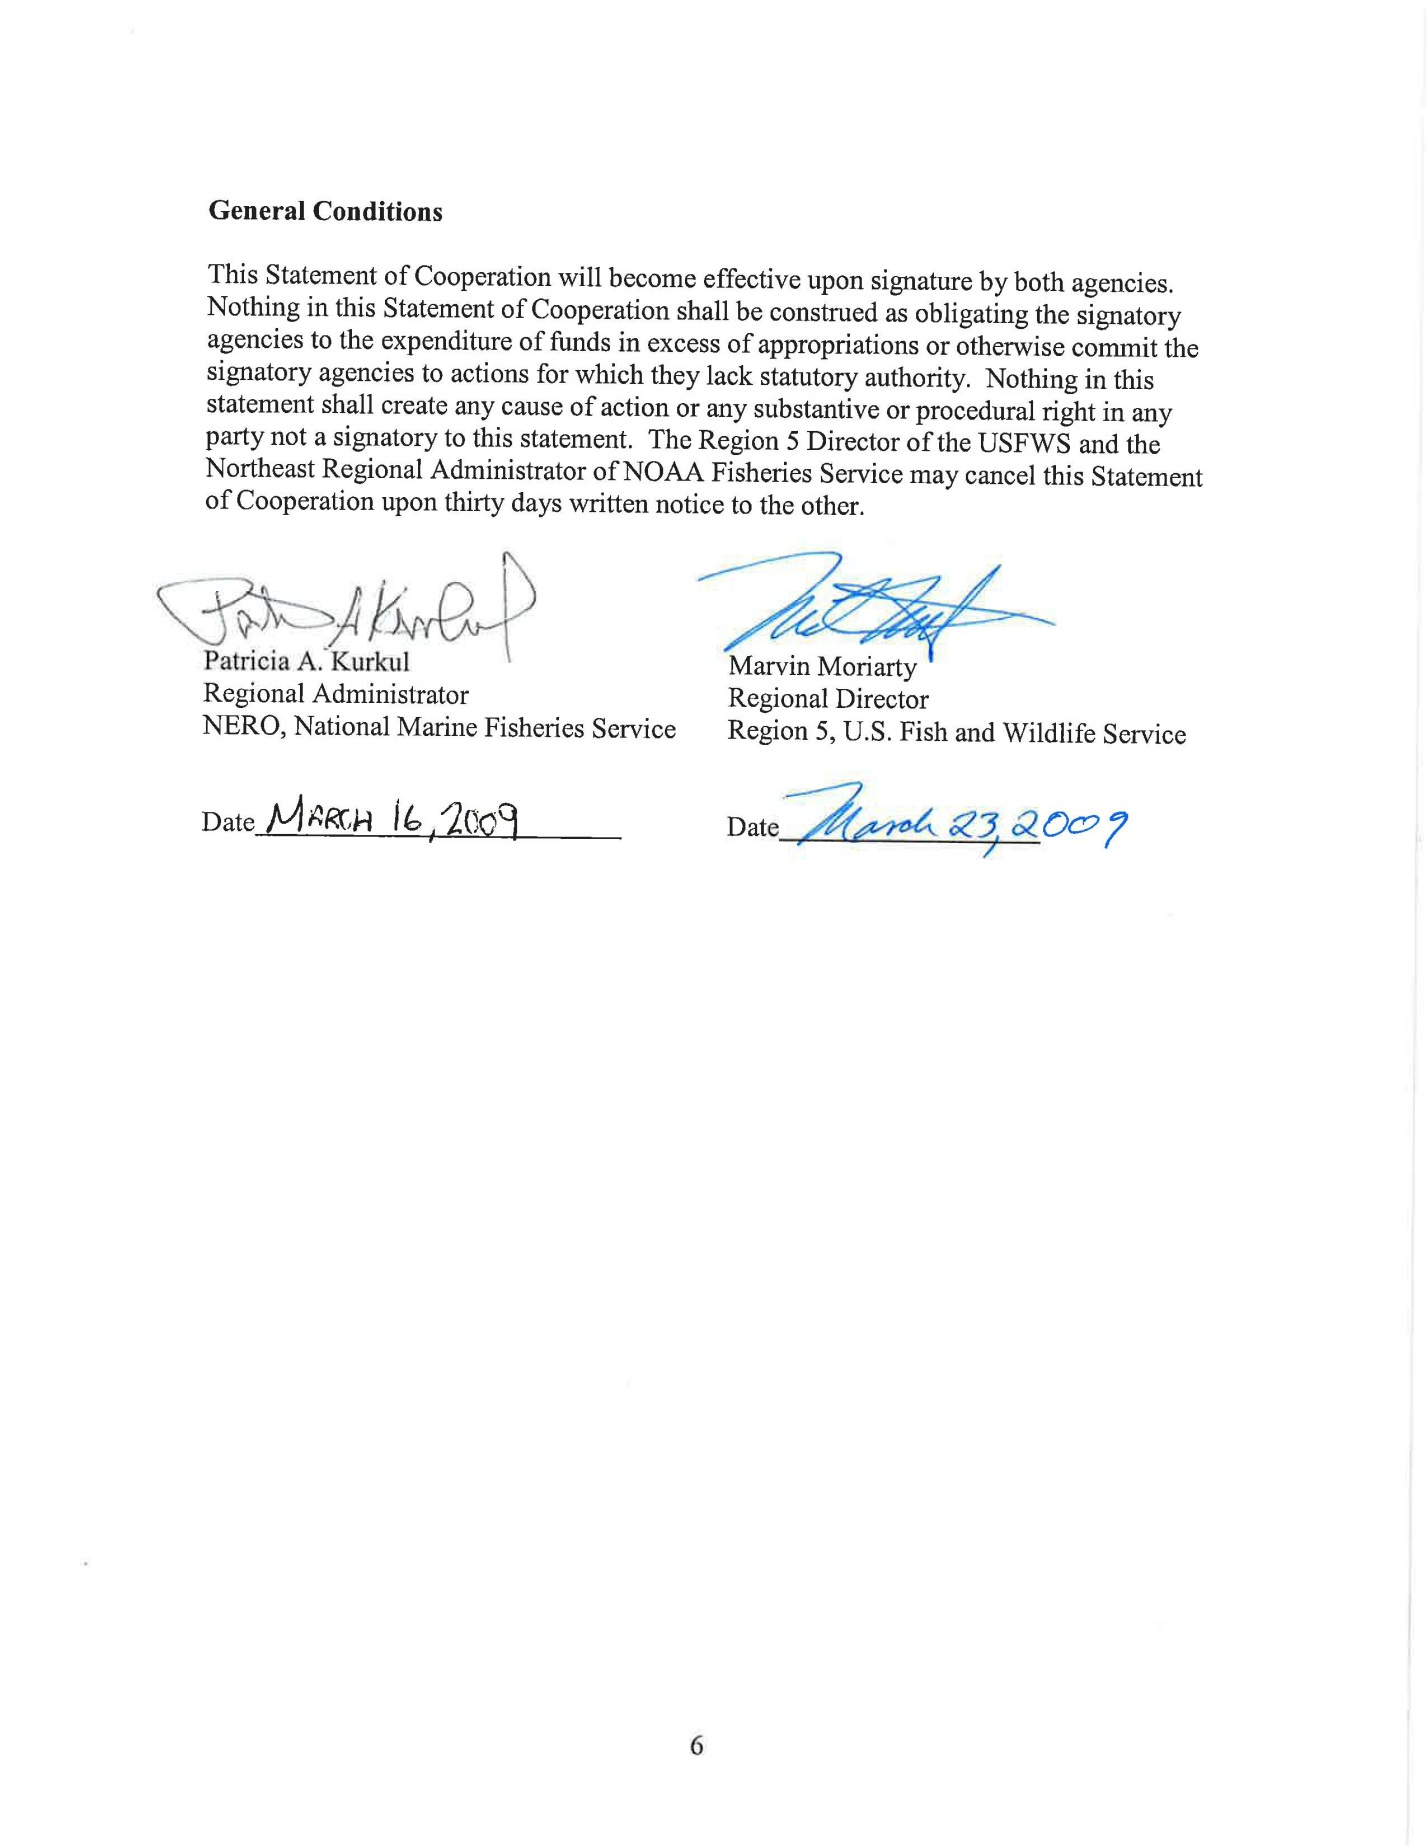 General Conditions
This Statement of Cooperation will become effective upon signature by both agencies.
Nothing in this Statement of Cooperation shall be construed as obligating the signatory
agencies to the expenditure of funds in excess of appropriations or otherwise commit the
signatory agencies to actions for which they lack statutory authority.  Nothing in this
statement shall create any cause of action or any substantive or procedural right in any
party not a signatory to this statement.  The Region 5 Director of the USFWS and the
Northeast Regional Administrator of NOAA Fisheries Service may cancel this Statement
of Cooperation upon thirty days written notice to the other.
Patricia A. Kurkul
Regional Administrator
NERO, National Marine Fisheries Service
Date MARCH 16, 2009
Marvin Moriarty
Regional Director
Region 5, U.S. Fish and Wildlife Service
Date March 23, 2009
6